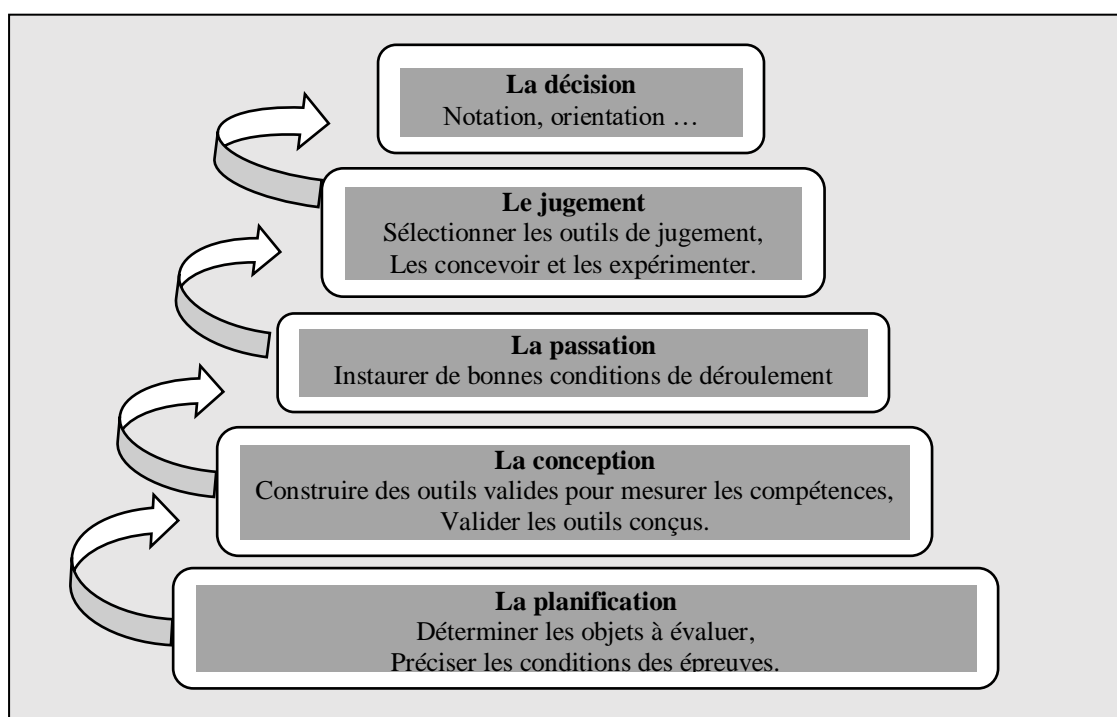 La décision
Notation, orientation …
Le jugement
Sélectionner les outils de jugement,
Les concevoir et les expérimenter.
La passation
Instaurer de bonnes conditions de déroulement
La conception
Construire des outils valides pour mesurer les compétences,
Valider les outils conçus.
La planification
Déterminer les objets à évaluer,
Préciser les conditions des épreuves.